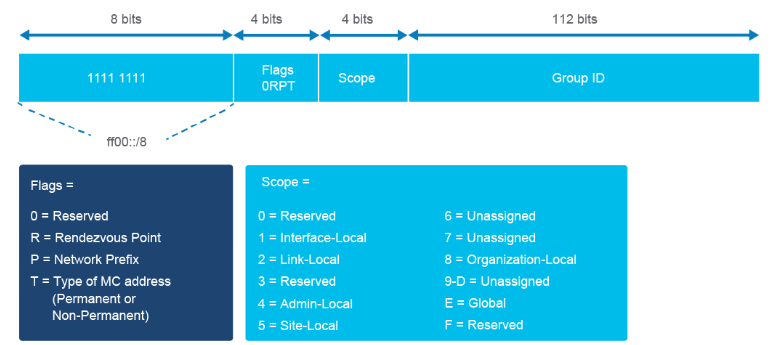 8 bits
4 bits
4 bits
112 bits
1111 1111
Flags
0RPT
Scope
Group ID
ff00::/8
Flags =
0 = Reserved
R = Rendezvous Point
P = Network Prefix
T = Type of MC address
(Permanent or
Non-Permanent)
Scope =
0 = Reserved
1 = Interface-Local
2 = Link-Local
3 = Reserved
4 = Admin-Local
5 = Site-Local
6 = Unassigned
7 = Unassigned
8 = Organization-Local
9-D = Unassigned
E = Global
F = Reserved